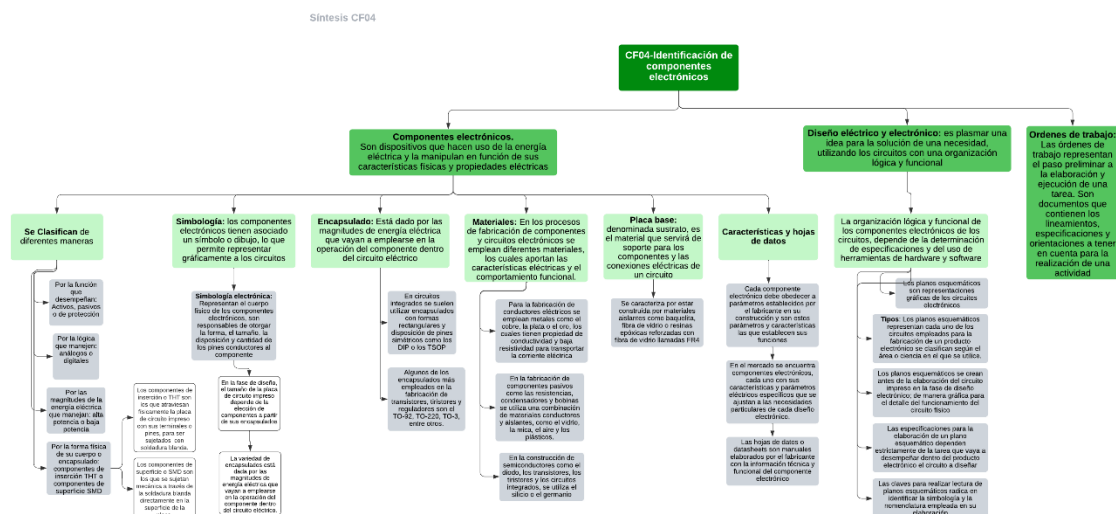 Síntesis CF04
CF04-Identificación de
componentes
electrónicos
Componentes electrónicos.
Son dispositivos que hacen uso de la energía
eléctrica y la manipulan en función de sus
características físicas y propiedades eléctricas
Diseño eléctrico y electrónico: es plasmar una
idea para la solución de una necesidad,
utilizando los circuitos con una organización
lógica y funcional
Ordenes de trabajo:
Las órdenes de
trabajo representan
el paso preliminar a
la elaboración y
ejecución de una
tarea. Son
documentos que
contienen los
lineamientos,
especificaciones y
orientaciones a tener
en cuenta para la
realización de una
actividad
Se Clasifican de
diferentes maneras
Por la función
que
desempeñan:
Activos, pasivos
o de protección
Por la lógica
que manejen:
análogos o
digitales
Por las
magnitudes de la
energía eléctrica
que manejan: alta
potencia o baja
potencia
Por la forma física
de su cuerpo o
encapsulado:
componentes de
inserción THT o
componentes de
superficie SMD
Los componentes de
inserción o THT son
los que atraviesan
físicamente la placa
de circuito impreso
con sus terminales o
pines, para ser
sujetados con
soldadura blanda.
Los componentes de
superficie o SMD son
los que se sujetan
mecánica a través de
la soldadura blanda
directamente en la
superficie de la
Simbología: los componentes
electrónicos tienen asociado
un símbolo o dibujo, lo que
permite representar
gráficamente a los circuitos
Simbología electrónica:
Representan el cuerpo
físico de los componentes
electrónicos, son
responsables de otorgar
la forma, el tamaño, la
disposición y cantidad de
los pines conductores al
componente
En la fase de diseño,
el tamaño de la placa
de circuito impreso
depende de la
elección de
componentes a partir
de sus encapsulados
La variedad de
encapsulados está
dada por las
magnitudes de
energía eléctrica que
vayan a emplearse
en la operación del
componente dentro
del circuito eléctrico.
Encapsulado: Está dado por las
magnitudes de energía eléctrica
que vayan a emplearse en la
operación del componente dentro
del circuito eléctrico
En circuitos
integrados se suelen
utilizar encapsulados
con formas
rectangulares y
disposición de pines
simétricos como los
DIP o los TSOP
Algunos de los
encapsulados más
empleados en la
fabricación de
transistores, tiristores y
reguladores son el
TO-92, TO-220, TO-3,
entre otros.
Materiales: En los procesos
de fabricación de componentes
y circuitos electrónicos se
emplean diferentes materiales,
los cuales aportan las
características eléctricas y el
comportamiento funcional.
Para la fabricación de
conductores eléctricos se
emplean metales como el
cobre, la plata o el oro, los
cuales tienen propiedad de
conductividad y baja
resistividad para transportar
la corriente eléctrica
En la fabricación de
componentes pasivos
como las resistencias,
condensadores y bobinas
se utiliza una combinación
de materiales conductores
y aislantes, como el vidrio,
la mica, el aire y los
plásticos.
En la construcción de
semiconductores como el
diodo, los transistores, los
tiristores y los circuitos
integrados, se utiliza el
silicio o el germanio
Placa base:
denominada sustrato, es
el material que servirá de
soporte para los
componentes y las
conexiones eléctricas de
un circuito
Se caracteriza por estar
construida por materiales
aislantes como baquelita,
fibra de vidrio o resinas
epóxicas reforzadas con
fibra de vidrio llamadas FR4
Características y hojas
de datos
Cada componente
electrónico debe obedecer a
parámetros establecidos por
el fabricante en su
construcción y son estos
parámetros y características
las que establecen sus
funciones
En el mercado se encuentra
componentes electrónicos,
cada uno con sus
características y parámetros
eléctricos específicos que se
ajustan a las necesidades
particulares de cada diseño
electrónico.
Las hojas de datos o
datasheets son manuales
elaborados por el fabricante
con la información técnica y
funcional del componente
electrónico
La organización lógica y funcional de
los componentes electrónicos de los
circuitos, depende de la determinación
de especificaciones y del uso de
herramientas de hardware y software
Los planos esquemáticos
son representaciones
gráficas de los circuitos
electrónicos
Tipos: Los planos esquemáticos
representan cada uno de los
circuitos empleados para la
fabricación de un producto
electrónico se clasifican según el
área o ciencia en el que se utilice.
Los planos esquemáticos se crean
antes de la elaboración del circuito
impreso en la fase de diseño
electrónico; de manera gráfica para
el detalle del funcionamiento del
circuito físico
Las especificaciones para la
elaboración de un plano
esquemático dependen
estrictamente de la tarea que vaya a
desempeñar dentro del producto
electrónico el circuito a diseñar
Las claves para realizar lectura de
planos esquemáticos radica en
identificar la simbología y la
nomenclatura empleada en su